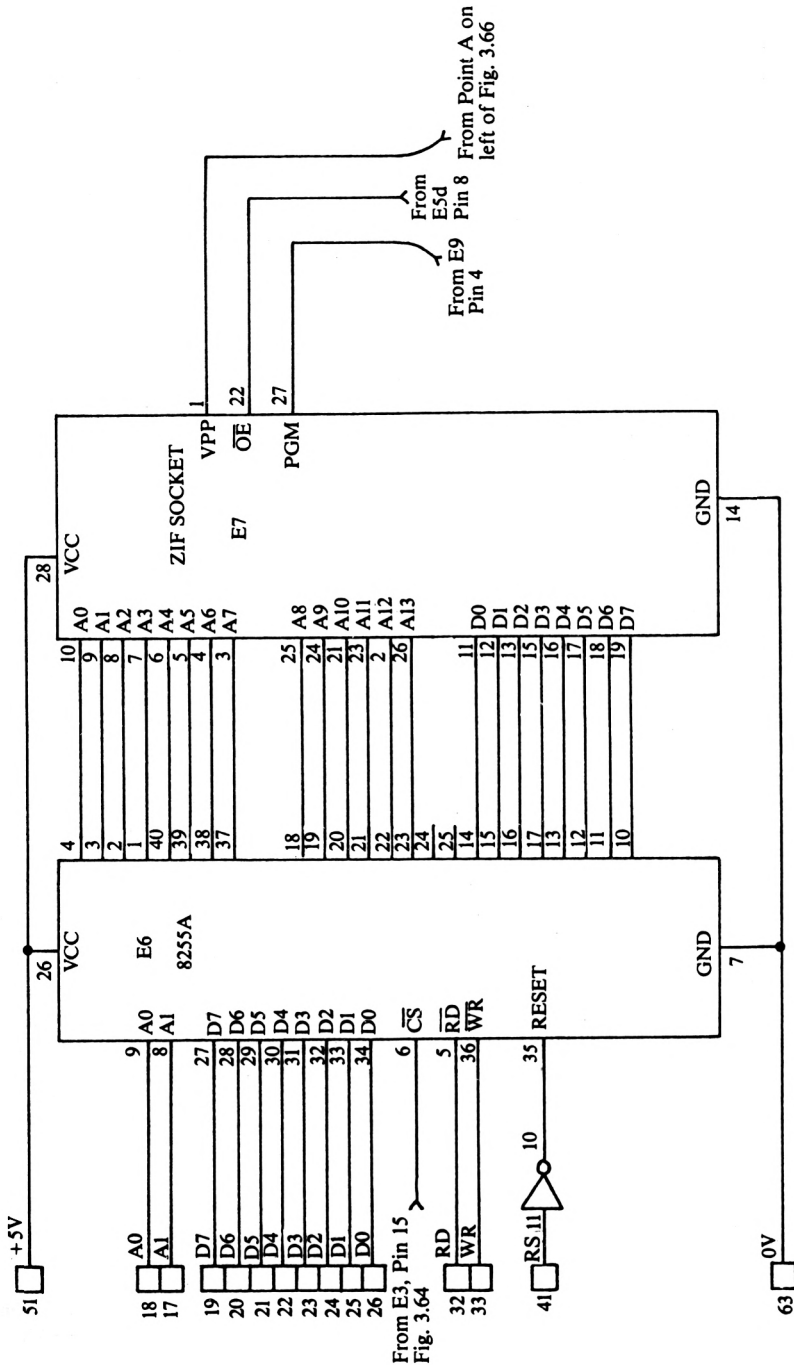 51
+5V
18
A0
17
A1
19
D7
20
D6
21
D5
22
D4
23
D3
24
D2
25
D1
26
D0
From E3, Pin 15
Fig. 3.64
32
RD
33
WR
41
RS 11
10
63
0V
26
VCC
E6
8255A
9
A0
8
A1
27
D7
28
D6
29
D5
30
D4
31
D3
32
D2
33
D1
34
D0
6
CS
5
RD
36
WR
35
RESET
GND
7
4
3
2
1
40
39
38
37
18
19
20
21
22
23
24
25
14
15
16
17
13
12
11
10
28
VCC
ZIF SOCKET
E7
10
A0
9
A1
8
A2
7
A3
6
A4
5
A5
4
A6
3
A7
25
A8
24
A9
21
A10
23
A11
2
A12
26
A13
11
D0
12
D1
13
D2
15
D3
16
D4
17
D5
18
D6
19
D7
GND
14
1
VPP
22
OE
27
PGM
From Point A on
left of Fig. 3.66
From
E5d
Pin 8
From E9
Pin 4